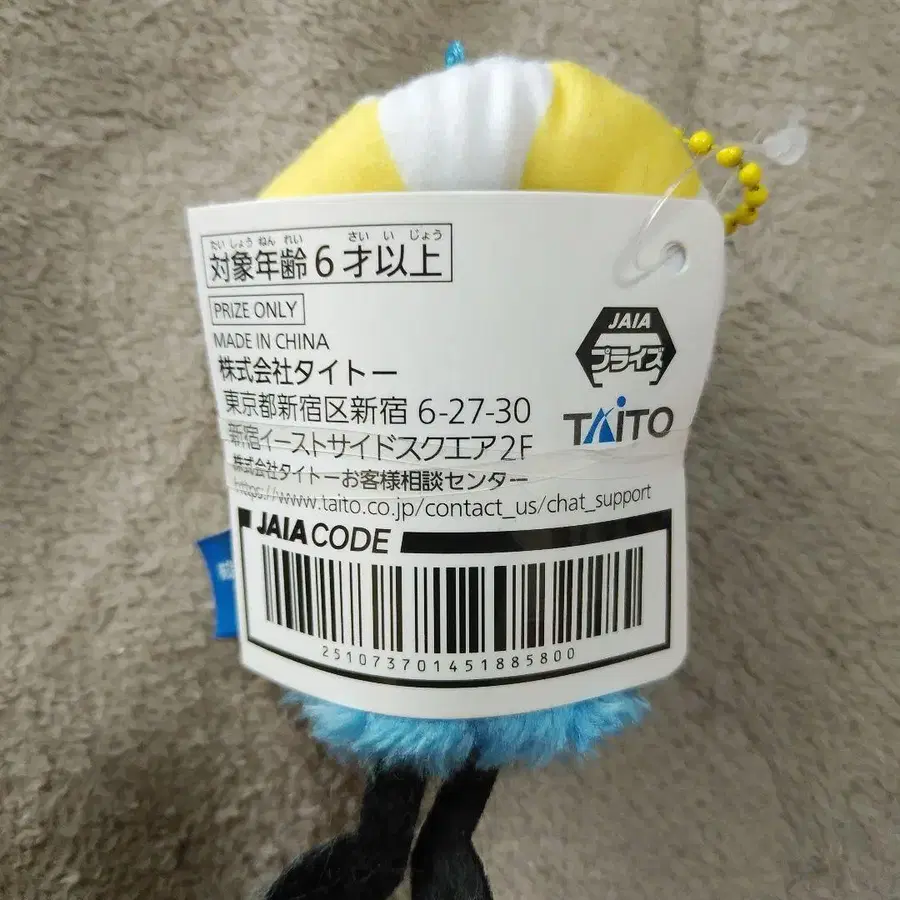 たいしょうねんれい さいいじょう
対象年齢6才以上
PRIZE ONLY
MADE IN CHINA
株式会社タイトー
東京都新宿区新宿 6-27-30
新宿イーストサイドスクエア2F
株式会社タイトーお客様相談センター
https://www.taito.co.jp/contact_us/chat_support
JAIA
プライズ
TAITO
JAIA CODE
251073701451885800